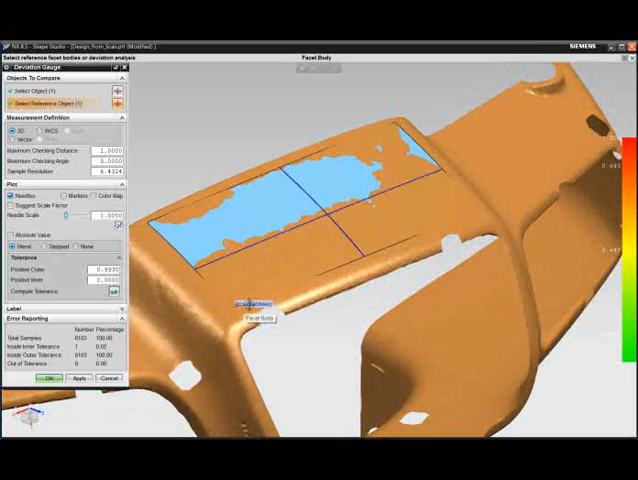 NX 8.5 - Shape Studio - [Design_from_Scan.prt (Modified) ]
SIEMENS
Select reference facet bodies or deviation analysis
Facet Body
Deviation Gauge
Objects To Compare
Select Object (1)
Select Reference Object (1)
Measurement Definition
3D
WCS
Vector
Maximum Checking Distance
1.0000
Maximum Checking Angle
5.0000
Sample Resolution
6.4324
Plot
Needles
Markers
Color Map
Suggest Scale Factor
Needle Scale
1.0000
Absolute Value
Blend
Stepped
None
Tolerance
Positive Outer
0.9930
Positive Inner
0.0000
Compute Tolerance
Label
Error Reporting
Number Percentage
Total Samples
6103 100.00
Inside Inner Tolerance
1 0.02
Inside Outer Tolerance
6103 100.00
Out of Tolerance
0 0.00
OK
Apply
Cancel
Facet Body
0.993
0.497